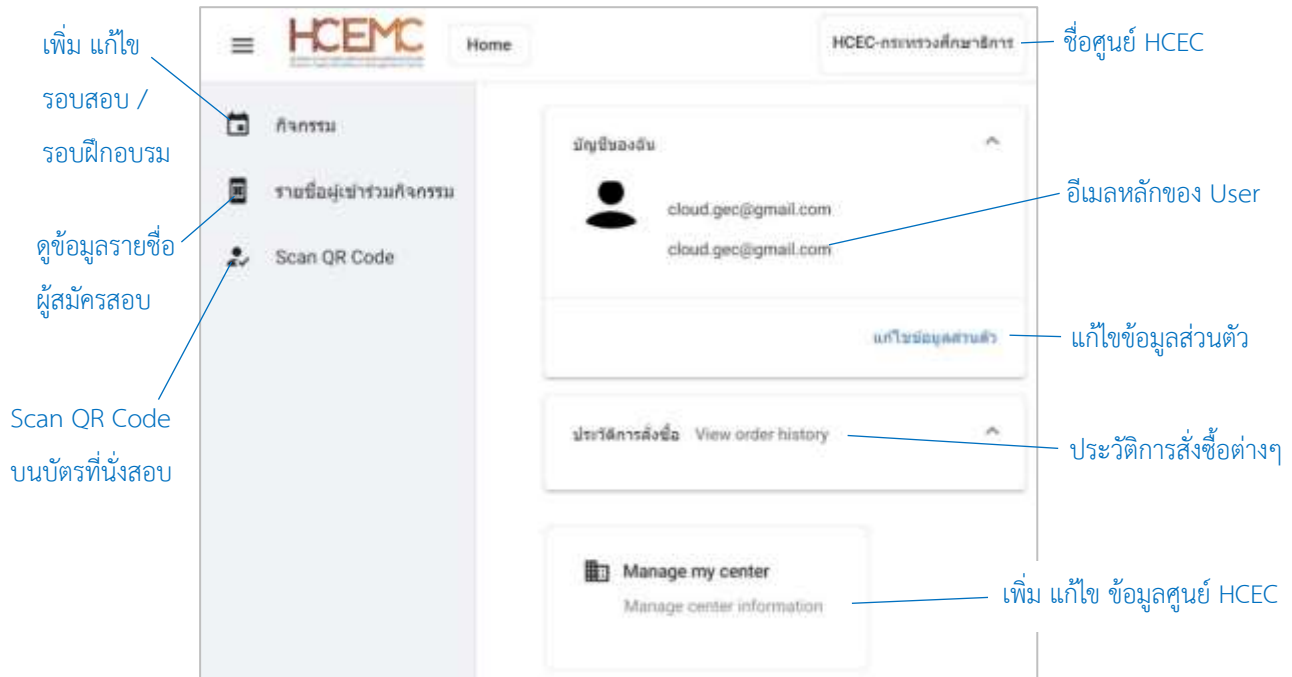 เพิ่ม แก้ไข
รอบสอบ /
รอบฝึกอบรม
ดูข้อมูลรายชื่อ
ผู้สมัครสอบ
Scan QR Code
บนบัตรที่นั่งสอบ
HCEMC
Home
HCEC-กระทรวงศึกษาธิการ
ชื่อศูนย์ HCEC
กิจกรรม
รายชื่อผู้เข้าร่วมกิจกรรม
Scan QR Code
บัญชีของฉัน
cloud.gec@gmail.com
cloud.gec@gmail.com
อีเมลหลักของ User
แก้ไขข้อมูลส่วนตัว
แก้ไขข้อมูลส่วนตัว
ประวัติการสั่งซื้อ View order history
ประวัติการสั่งซื้อต่างๆ
Manage my center
Manage center information
เพิ่ม แก้ไข ข้อมูลศูนย์ HCEC